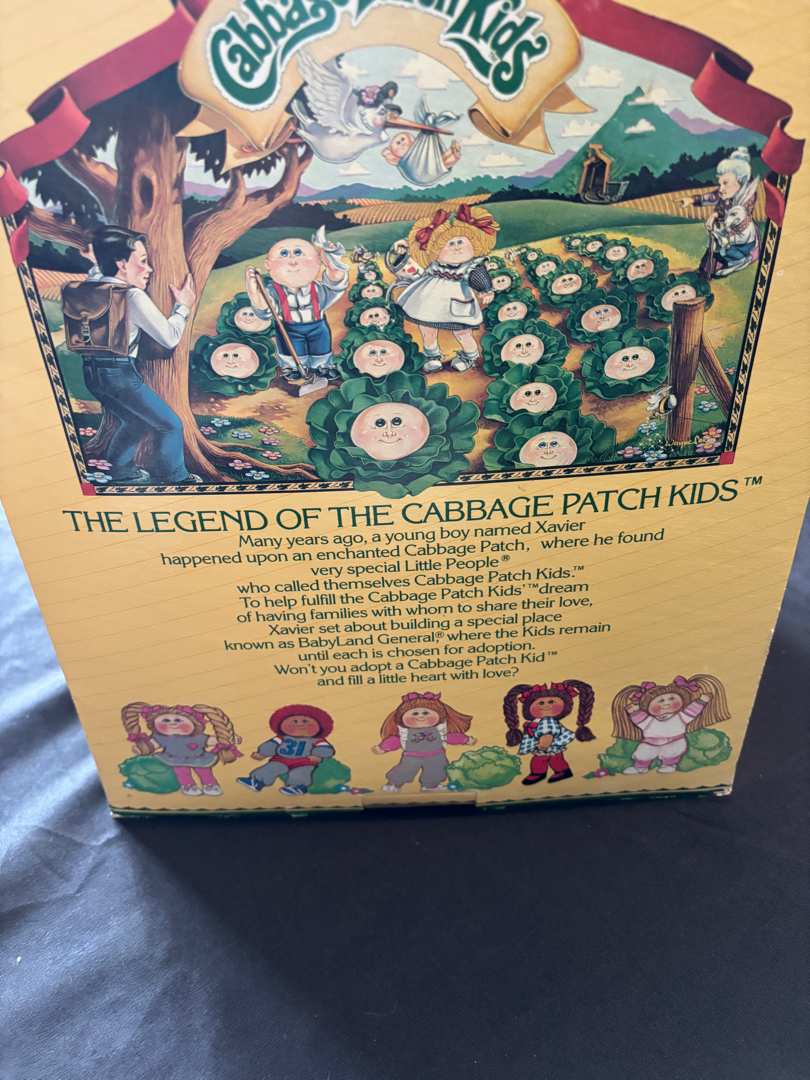 Cabbage Patch Kids
THE LEGEND OF THE CABBAGE PATCH KIDS™
Many years ago, a young boy named Xavier
happened upon an enchanted Cabbage Patch, where he found
very special Little People®
who called themselves Cabbage Patch Kids.™
To help fulfill the Cabbage Patch Kids'™ dream
of having families with whom to share their love,
Xavier set about building a special place
known as BabyLand General,® where the Kids remain
until each is chosen for adoption.
Won't you adopt a Cabbage Patch Kid™
and fill a little heart with love?
31